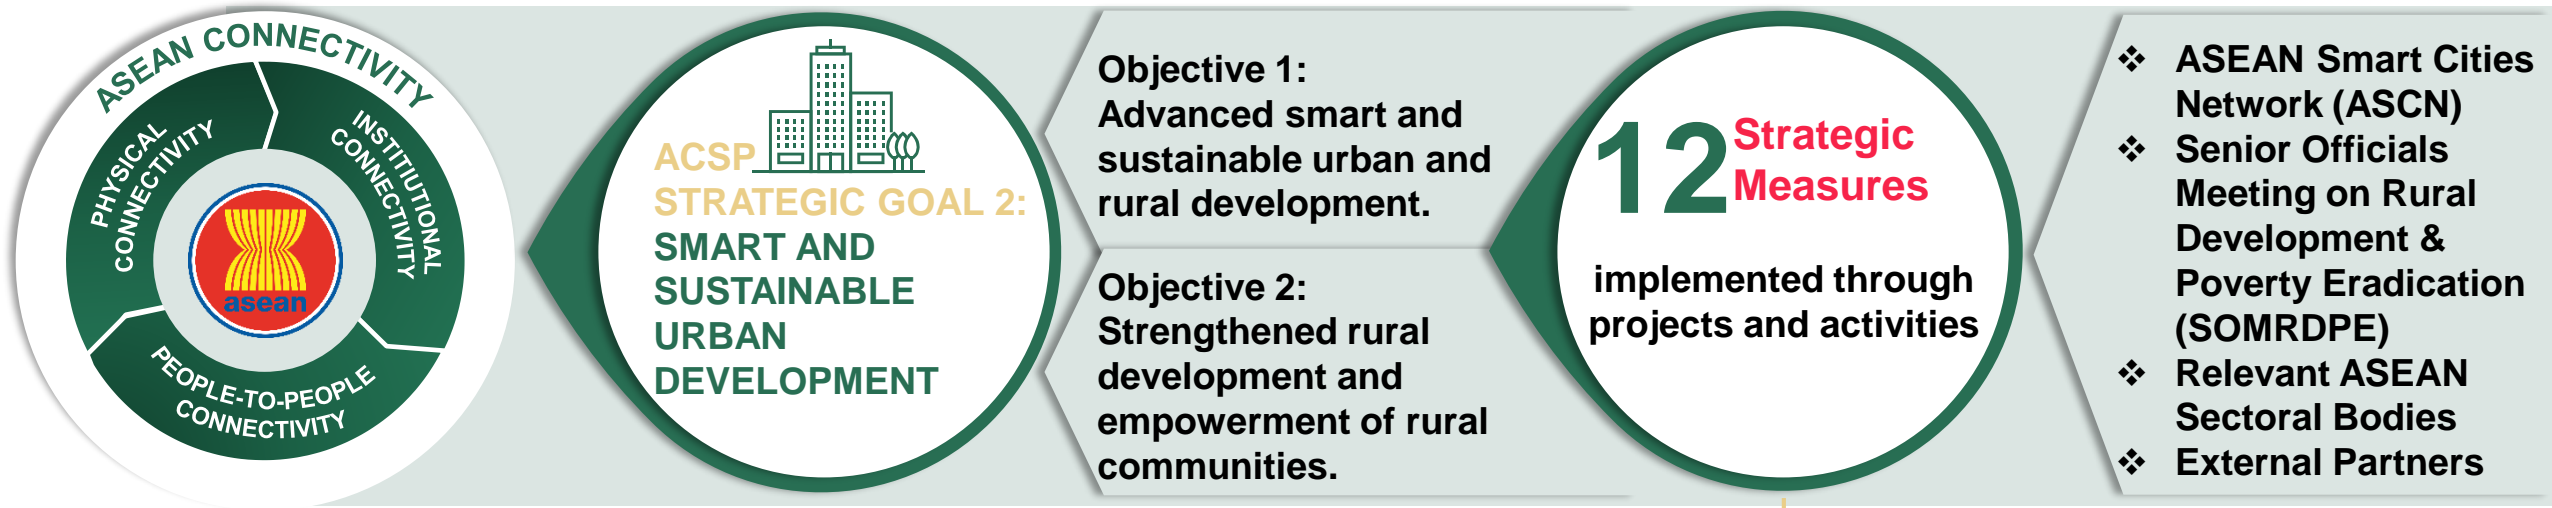 ASEAN CONNECTIVITY
PHYSICAL
CONNECTIVITY
INSTITUTIONAL
CONNECTIVITY
PEOPLE-TO-PEOPLE
CONNECTIVITY
asean
ACSP
STRATEGIC GOAL 2:
SMART AND
SUSTAINABLE
URBAN
DEVELOPMENT
Objective 1:
Advanced smart and
sustainable urban and
rural development.
Objective 2:
Strengthened rural
development and
empowerment of rural
communities.
12 Strategic
Measures
implemented through
projects and activities
❖ ASEAN Smart Cities
Network (ASCN)
❖ Senior Officials
Meeting on Rural
Development &
Poverty Eradication
(SOMRDPE)
❖ Relevant ASEAN
Sectoral Bodies
❖ External Partners